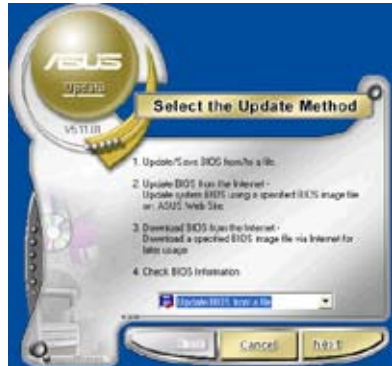 ASUS
Update
V5.11.01
Select the Update Method
1. Update/Save BIOS from/to a file.
2. Update BIOS from the Internet -
Update system BIOS using a specified BIOS image file
on ASUS Web Site.
3. Download BIOS from the Internet -
Download a specified BIOS image file via Internet for
later usage
4. Check BIOS Information
Update BIOS from a file
Cancel
Next